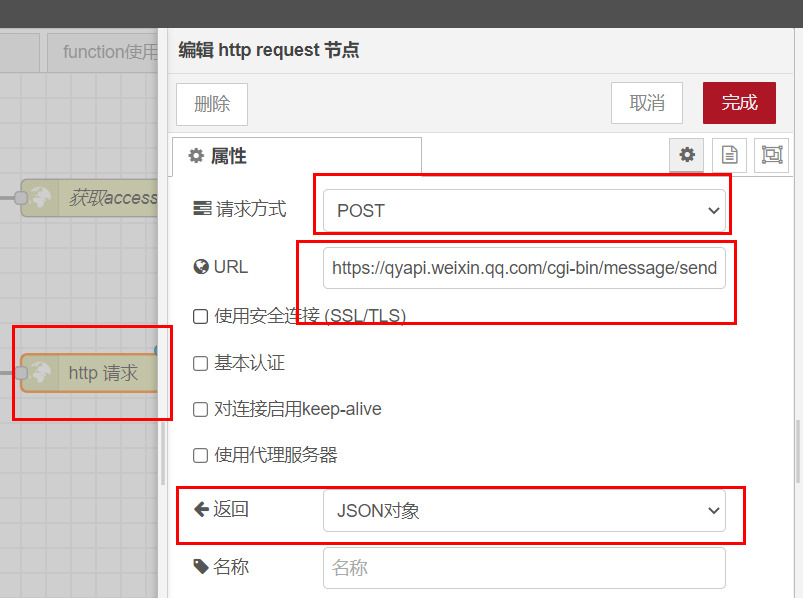 function使用
编辑 http request 节点
删除
取消
完成
属性
获取access
请求方式
POST
URL
https://qyapi.weixin.qq.com/cgi-bin/message/send
使用安全连接 (SSL/TLS)
http 请求
基本认证
对连接启用keep-alive
使用代理服务器
返回
JSON对象
名称
名称